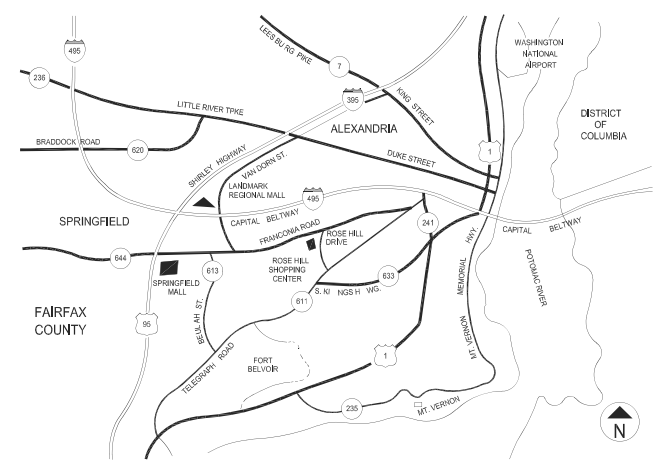 LEESBURG PIKE
WASHINGTON
NATIONAL
AIRPORT
495
7
236
395
KING STREET
LITTLE RIVER TPKE
DISTRICT
OF
COLUMBIA
ALEXANDRIA
BRADDOCK ROAD
620
SHIRLEY HIGHWAY
VAN DORN ST.
DUKE STREET
1
LANDMARK
REGIONAL MALL
495
SPRINGFIELD
CAPITAL BELTWAY
FRANCONIA ROAD
ROSE HILL
DRIVE
241
CAPITAL BELTWAY
644
613
ROSE HILL
SHOPPING
CENTER
633
SPRINGFIELD
MALL
S. KINGS HWG.
611
MT. VERNON MEMORIAL HWY.
POTOMAC RIVER
FAIRFAX
COUNTY
95
BEULAH ST.
TELEGRAPH ROAD
FORT
BELVOIR
1
235
MT. VERNON
N